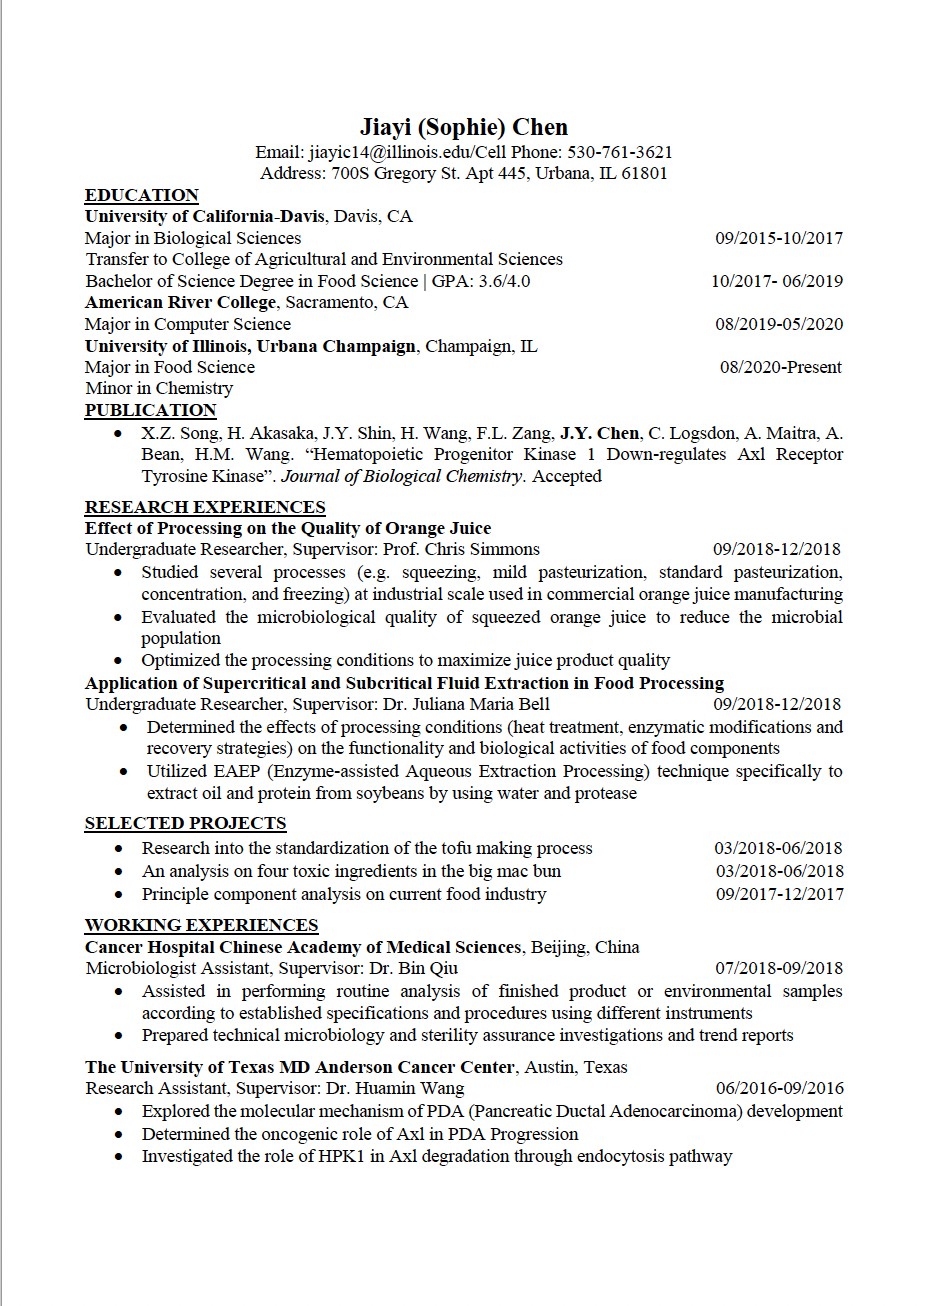 Jiayi (Sophie) Chen
Email: jiayic14@illinois.edu/Cell Phone: 530-761-3621
Address: 700S Gregory St. Apt 445, Urbana, IL 61801
EDUCATION
University of California-Davis, Davis, CA
Major in Biological Sciences 09/2015-10/2017
Transfer to College of Agricultural and Environmental Sciences
Bachelor of Science Degree in Food Science | GPA: 3.6/4.0 10/2017- 06/2019
American River College, Sacramento, CA
Major in Computer Science 08/2019-05/2020
University of Illinois, Urbana Champaign, Champaign, IL
Major in Food Science 08/2020-Present
Minor in Chemistry
PUBLICATION
• X.Z. Song, H. Akasaka, J.Y. Shin, H. Wang, F.L. Zang, J.Y. Chen, C. Logsdon, A. Maitra, A.
Bean, H.M. Wang. “Hematopoietic Progenitor Kinase 1 Down-regulates Axl Receptor
Tyrosine Kinase”. Journal of Biological Chemistry. Accepted
RESEARCH EXPERIENCES
Effect of Processing on the Quality of Orange Juice
Undergraduate Researcher, Supervisor: Prof. Chris Simmons 09/2018-12/2018
• Studied several processes (e.g. squeezing, mild pasteurization, standard pasteurization,
concentration, and freezing) at industrial scale used in commercial orange juice manufacturing
• Evaluated the microbiological quality of squeezed orange juice to reduce the microbial
population
• Optimized the processing conditions to maximize juice product quality
Application of Supercritical and Subcritical Fluid Extraction in Food Processing
Undergraduate Researcher, Supervisor: Dr. Juliana Maria Bell 09/2018-12/2018
• Determined the effects of processing conditions (heat treatment, enzymatic modifications and
recovery strategies) on the functionality and biological activities of food components
• Utilized EAEP (Enzyme-assisted Aqueous Extraction Processing) technique specifically to
extract oil and protein from soybeans by using water and protease
SELECTED PROJECTS
• Research into the standardization of the tofu making process 03/2018-06/2018
• An analysis on four toxic ingredients in the big mac bun 03/2018-06/2018
• Principle component analysis on current food industry 09/2017-12/2017
WORKING EXPERIENCES
Cancer Hospital Chinese Academy of Medical Sciences, Beijing, China
Microbiologist Assistant, Supervisor: Dr. Bin Qiu 07/2018-09/2018
• Assisted in performing routine analysis of finished product or environmental samples
according to established specifications and procedures using different instruments
• Prepared technical microbiology and sterility assurance investigations and trend reports
The University of Texas MD Anderson Cancer Center, Austin, Texas
Research Assistant, Supervisor: Dr. Huamin Wang 06/2016-09/2016
• Explored the molecular mechanism of PDA (Pancreatic Ductal Adenocarcinoma) development
• Determined the oncogenic role of Axl in PDA Progression
• Investigated the role of HPK1 in Axl degradation through endocytosis pathway